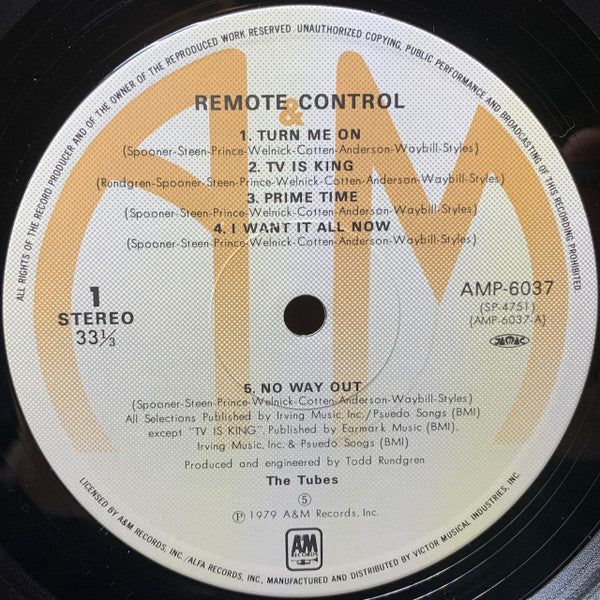 ALL RIGHTS OF THE RECORD PRODUCER AND OF THE OWNER OF THE REPRODUCED WORK RESERVED. UNAUTHORIZED COPYING, PUBLIC PERFORMANCE AND BROADCASTING OF THIS RECORDING PROHIBITED.
A&M
REMOTE CONTROL
1. TURN ME ON
(Spooner-Steen-Prince-Welnick-Cotten-Anderson-Waybill-Styles)
2. TV IS KING
(Rundgren-Spooner-Steen-Prince-Welnick-Cotten-Anderson-Waybill-Styles)
3. PRIME TIME
(Spooner-Steen-Prince-Welnick-Cotten-Anderson-Waybill-Styles)
4. I WANT IT ALL NOW
(Spooner-Steen-Prince-Welnick-Cotten-Anderson-Waybill-Styles)
1
STEREO
33⅓
AMP-6037
(SP-4751)
(AMP-6037-A)
5. NO WAY OUT
(Spooner-Steen-Prince-Welnick-Cotten-Anderson-Waybill-Styles)
All Selections Published by Irving Music, Inc./Psuedo Songs (BMI)
except "TV IS KING", Published by Earmark Music (BMI),
Irving Music, Inc. & Psuedo Songs (BMI)
Produced and engineered by Todd Rundgren
The Tubes
⑤
℗ 1979 A&M Records, Inc.
A&M
RECORDS
LICENSED BY A&M RECORDS, INC./ALFA RECORDS, INC., MANUFACTURED AND DISTRIBUTED BY VICTOR MUSICAL INDUSTRIES, INC.